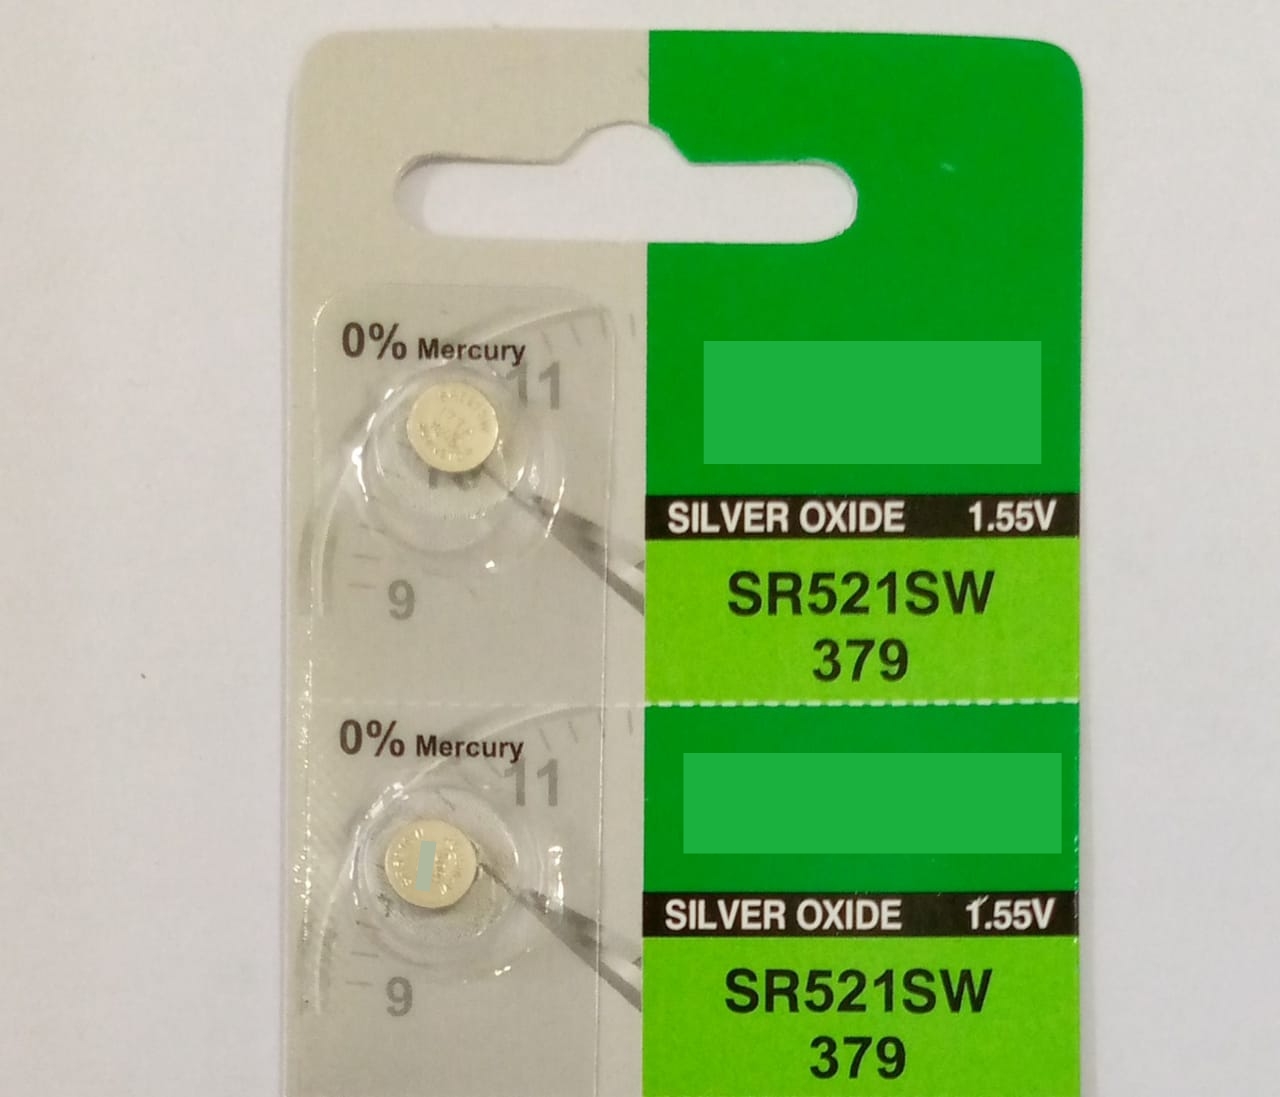 0% Mercury
11
9
SILVER OXIDE 1.55V
SR521SW
379
0% Mercury
11
9
SILVER OXIDE 1.55V
SR521SW
379